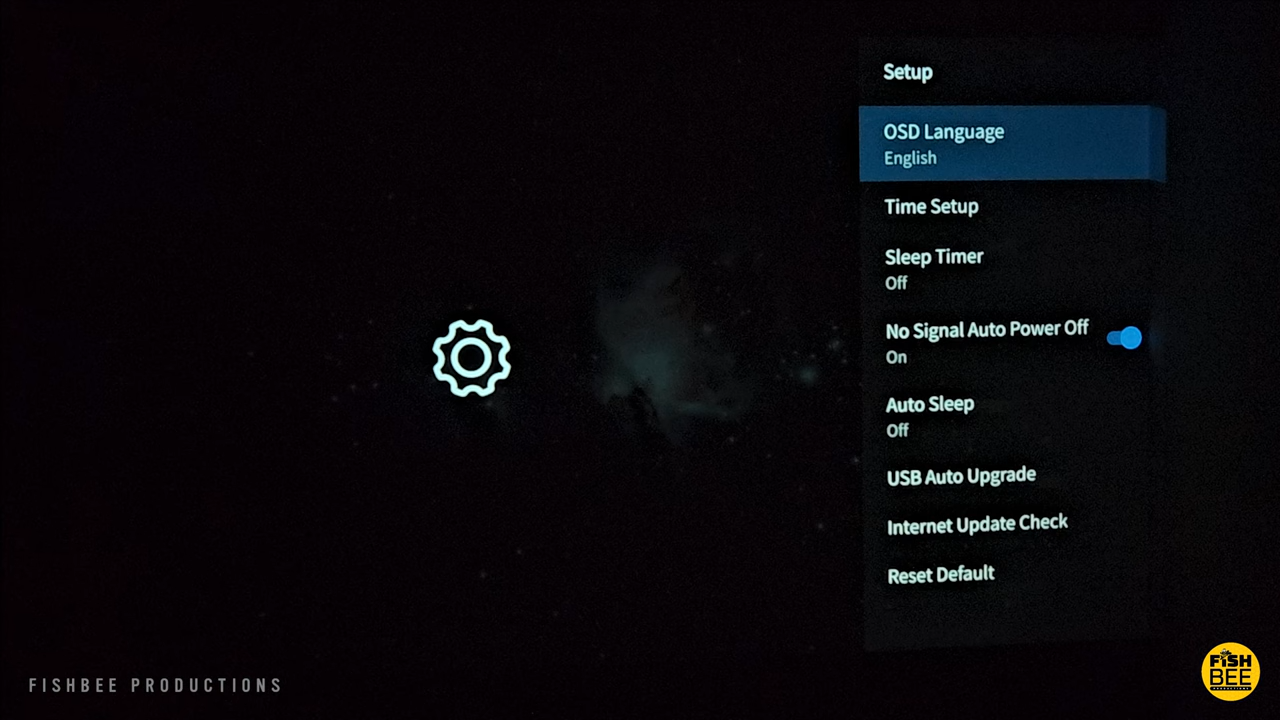 Setup
OSD Language
English
Time Setup
Sleep Timer
Off
No Signal Auto Power Off
On
Auto Sleep
Off
USB Auto Upgrade
Internet Update Check
Reset Default
FISHBEE PRODUCTIONS
FISH
BEE
PRODUCTIONS